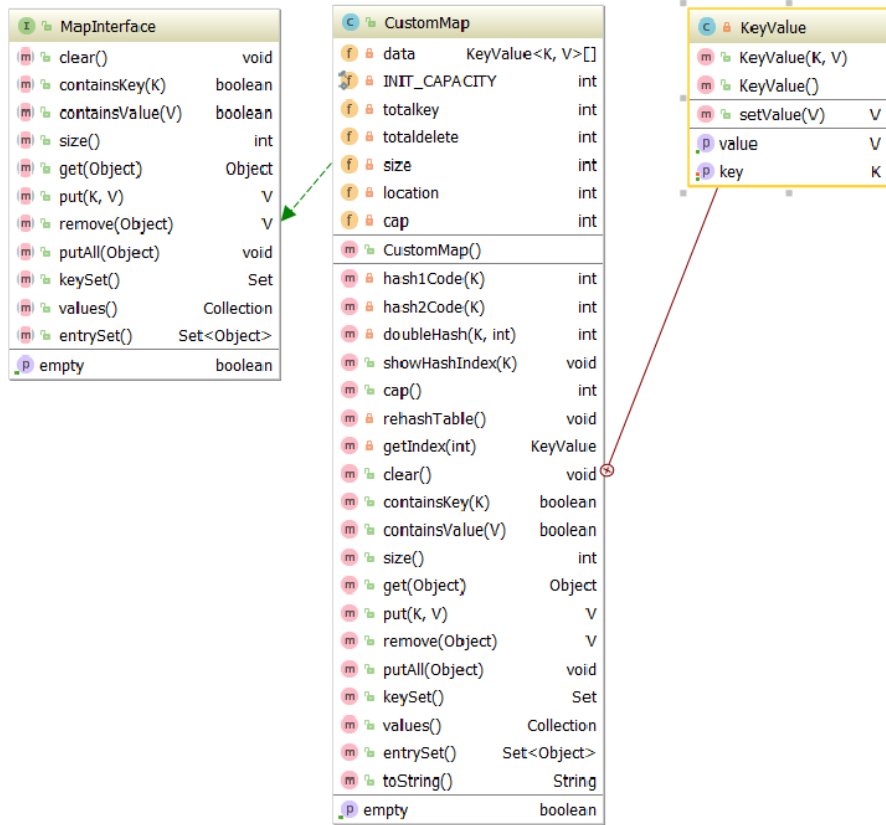 I MapInterface
m clear() void
m containsKey(K) boolean
m containsValue(V) boolean
m size() int
m get(Object) Object
m put(K, V) V
m remove(Object) V
m putAll(Object) void
m keySet() Set
m values() Collection
m entrySet() Set<Object>
p empty boolean
C CustomMap
f data KeyValue<K, V>[]
f INIT_CAPACITY int
f totalkey int
f totaldelete int
f size int
f location int
f cap int
m CustomMap()
m hash1Code(K) int
m hash2Code(K) int
m doubleHash(K, int) int
m showHashIndex(K) void
m cap() int
m rehashTable() void
m getIndex(int) KeyValue
m clear() void
m containsKey(K) boolean
m containsValue(V) boolean
m size() int
m get(Object) Object
m put(K, V) V
m remove(Object) V
m putAll(Object) void
m keySet() Set
m values() Collection
m entrySet() Set<Object>
m toString() String
p empty boolean
C KeyValue
m KeyValue(K, V)
m KeyValue()
m setValue(V) V
p value V
p key K